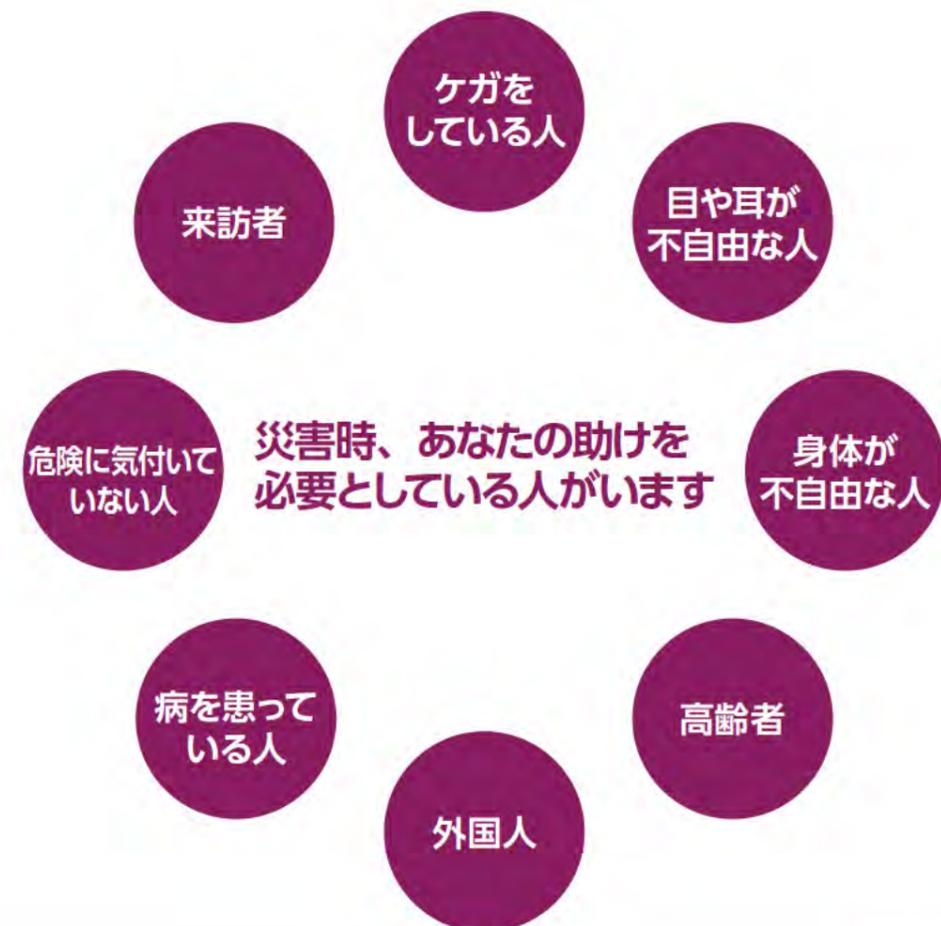 ケガを
している人
目や耳が
不自由な人
身体が
不自由な人
高齢者
外国人
病を患って
いる人
危険に気付いて
いない人
来訪者
災害時、あなたの助けを
必要としている人がいます